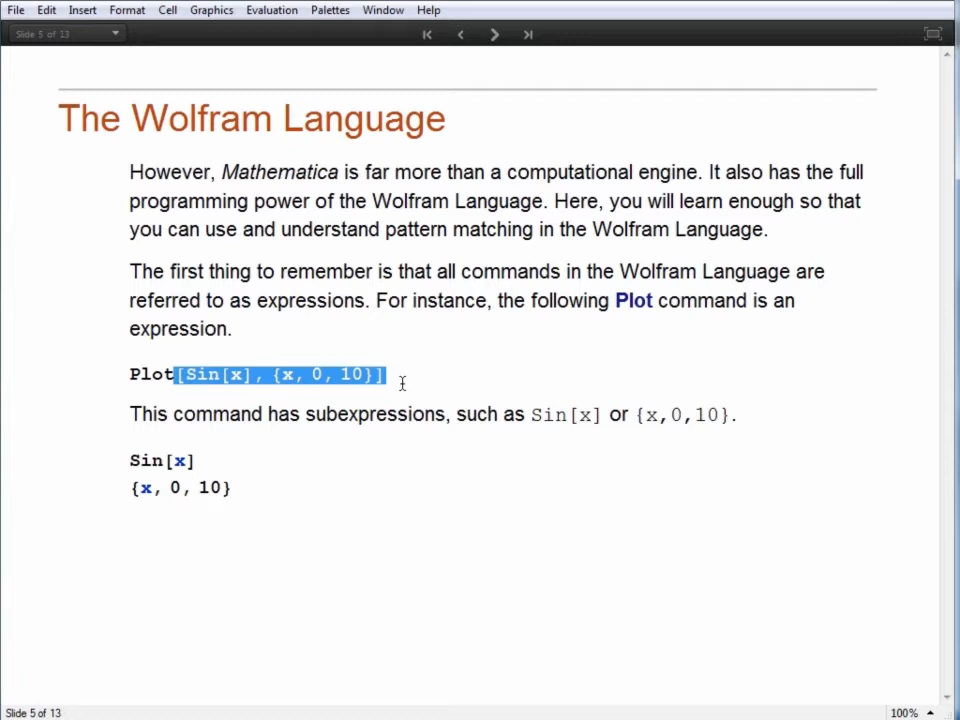 File Edit Insert Format Cell Graphics Evaluation Palettes Window Help
Slide 5 of 13
The Wolfram Language
However, Mathematica is far more than a computational engine. It also has the full
programming power of the Wolfram Language. Here, you will learn enough so that
you can use and understand pattern matching in the Wolfram Language.
The first thing to remember is that all commands in the Wolfram Language are
referred to as expressions. For instance, the following Plot command is an
expression.
Plot[Sin[x], {x, 0, 10}]
This command has subexpressions, such as Sin[x] or {x,0,10}.
Sin[x]
{x, 0, 10}
Slide 5 of 13 100%